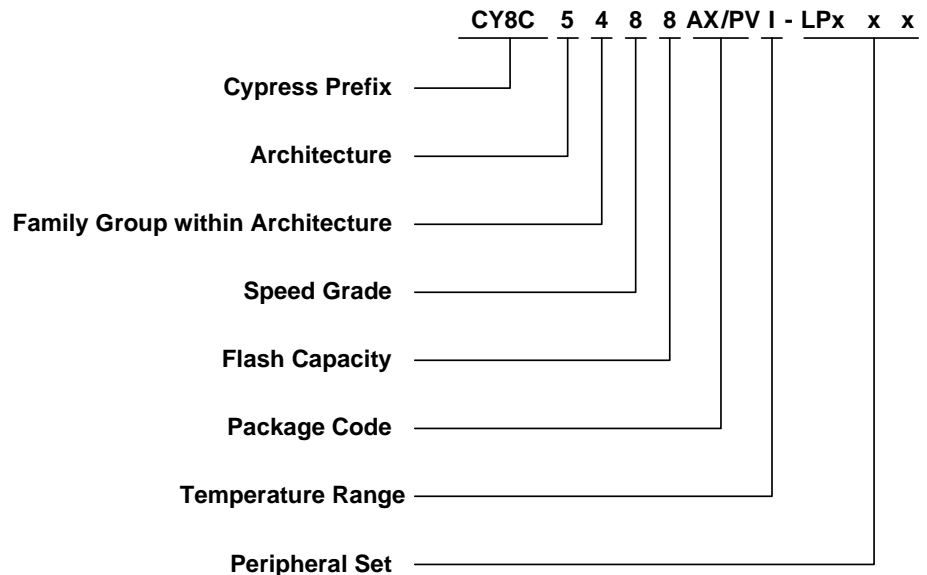 CY8C 5 4 8 8 AX/PV I - LPx x x
Cypress Prefix
Architecture
Family Group within Architecture
Speed Grade
Flash Capacity
Package Code
Temperature Range
Peripheral Set